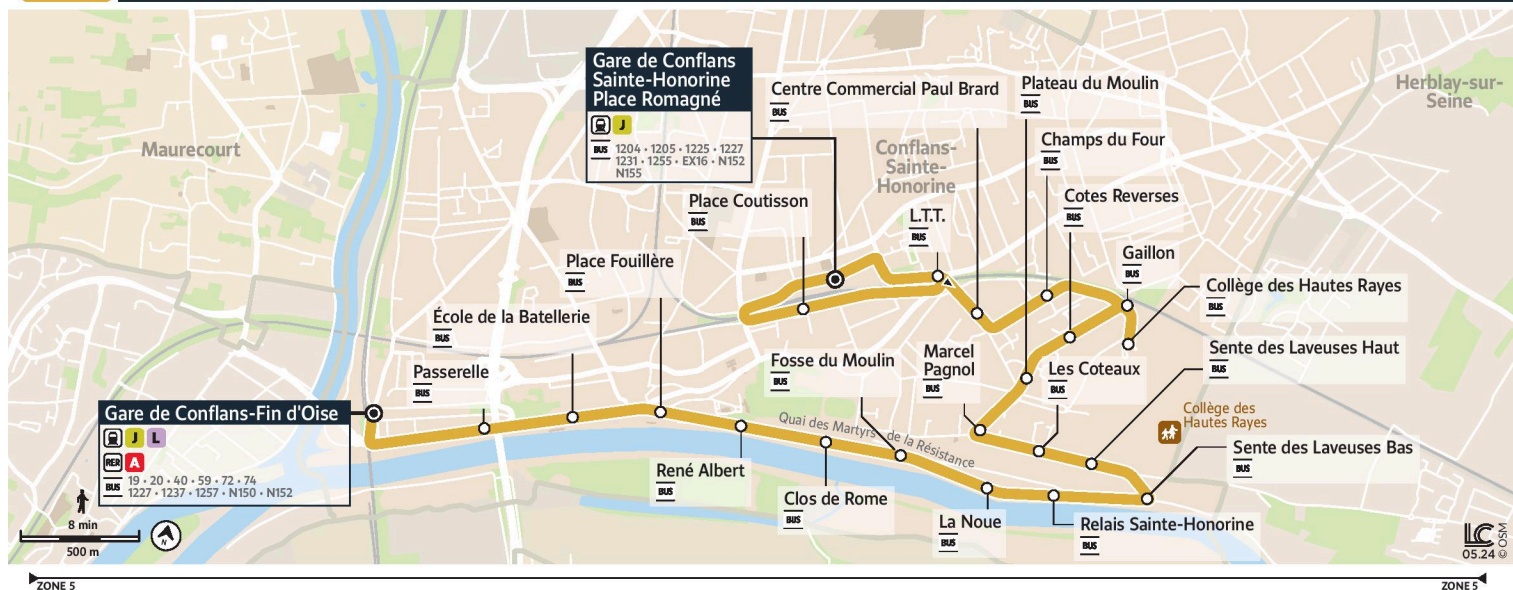 Maurecourt
Herblay-sur-
Seine
Conflans-
Sainte-
Honorine
Gare de Conflans
Sainte-Honorine
Place Romagné
J
BUS 1204 • 1205 • 1225 • 1227
1231 • 1255 • EX16 • N152
N155
Centre Commercial Paul Brard
BUS
Plateau du Moulin
BUS
Champs du Four
BUS
Place Coutisson
BUS
L.T.T.
BUS
Cotes Reverses
BUS
Place Fouillère
BUS
Gaillon
BUS
Collège des Hautes Rayes
BUS
École de la Batellerie
BUS
Passerelle
BUS
Fosse du Moulin
BUS
Marcel
Pagnol
BUS
Les Coteaux
BUS
Sente des Laveuses Haut
BUS
Gare de Conflans-Fin d'Oise
J L
RER A
BUS 19 • 20 • 40 • 59 • 72 • 74
1227 • 1237 • 1257 • N150 • N152
Quai des Martyrs de la Résistance
Collège des
Hautes Rayes
Sente des Laveuses Bas
BUS
René Albert
BUS
Clos de Rome
BUS
La Noue
BUS
Relais Sainte-Honorine
BUS
8 min
500 m
N
LC
05.24 © OSM
ZONE 5
ZONE 5